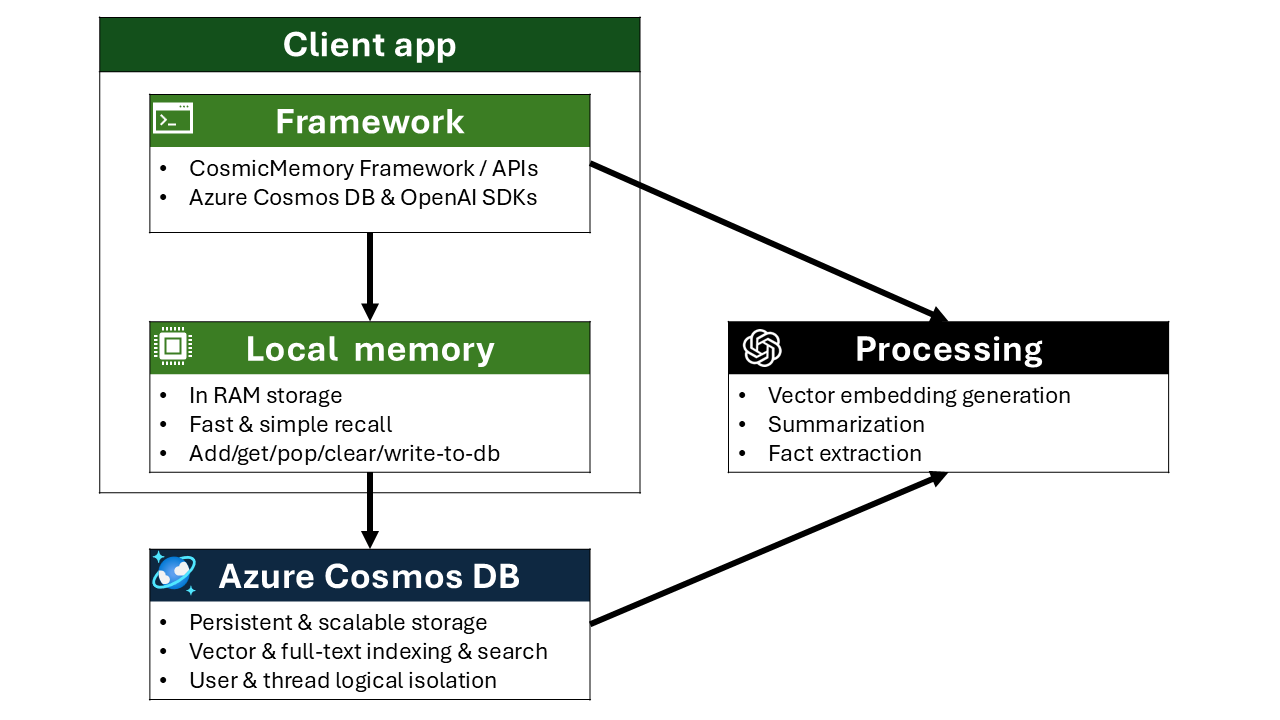 Client app
Framework
• CosmicMemory Framework / APIs
• Azure Cosmos DB & OpenAI SDKs
Local memory
• In RAM storage
• Fast & simple recall
• Add/get/pop/clear/write-to-db
Processing
• Vector embedding generation
• Summarization
• Fact extraction
Azure Cosmos DB
• Persistent & scalable storage
• Vector & full-text indexing & search
• User & thread logical isolation